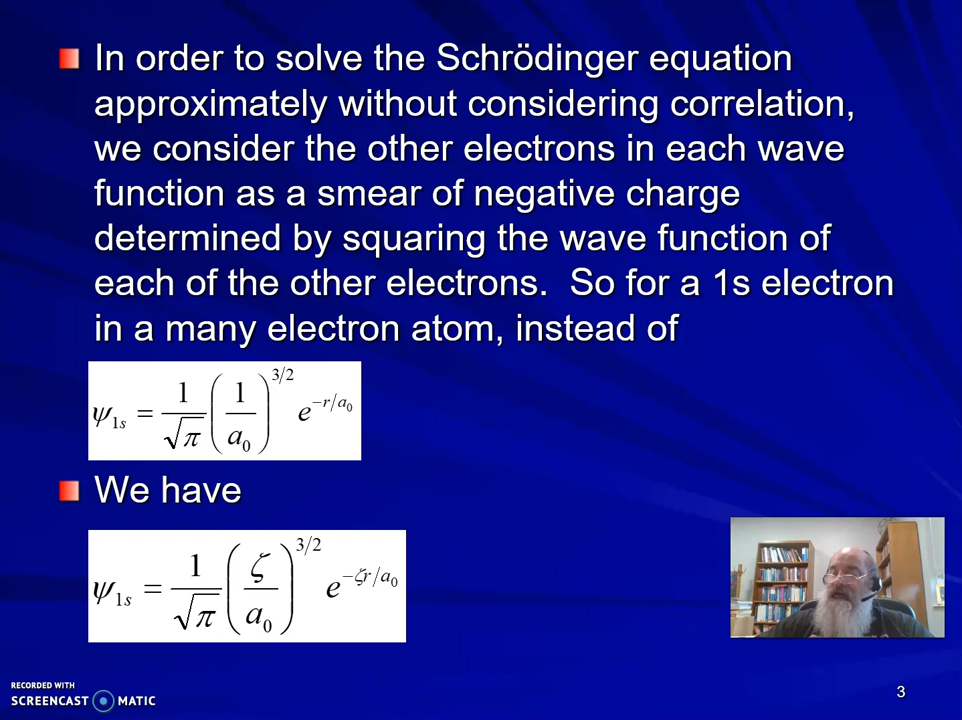 In order to solve the Schrödinger equation
approximately without considering correlation,
we consider the other electrons in each wave
function as a smear of negative charge
determined by squaring the wave function of
each of the other electrons.  So for a 1s electron
in a many electron atom, instead of
ψ₁ₛ = 1/√π (1/a₀)^3/2 e^−r/a₀
We have
ψ₁ₛ = 1/√π (ζ/a₀)^3/2 e^−ζr/a₀
RECORDED WITH
SCREENCAST MATIC
3